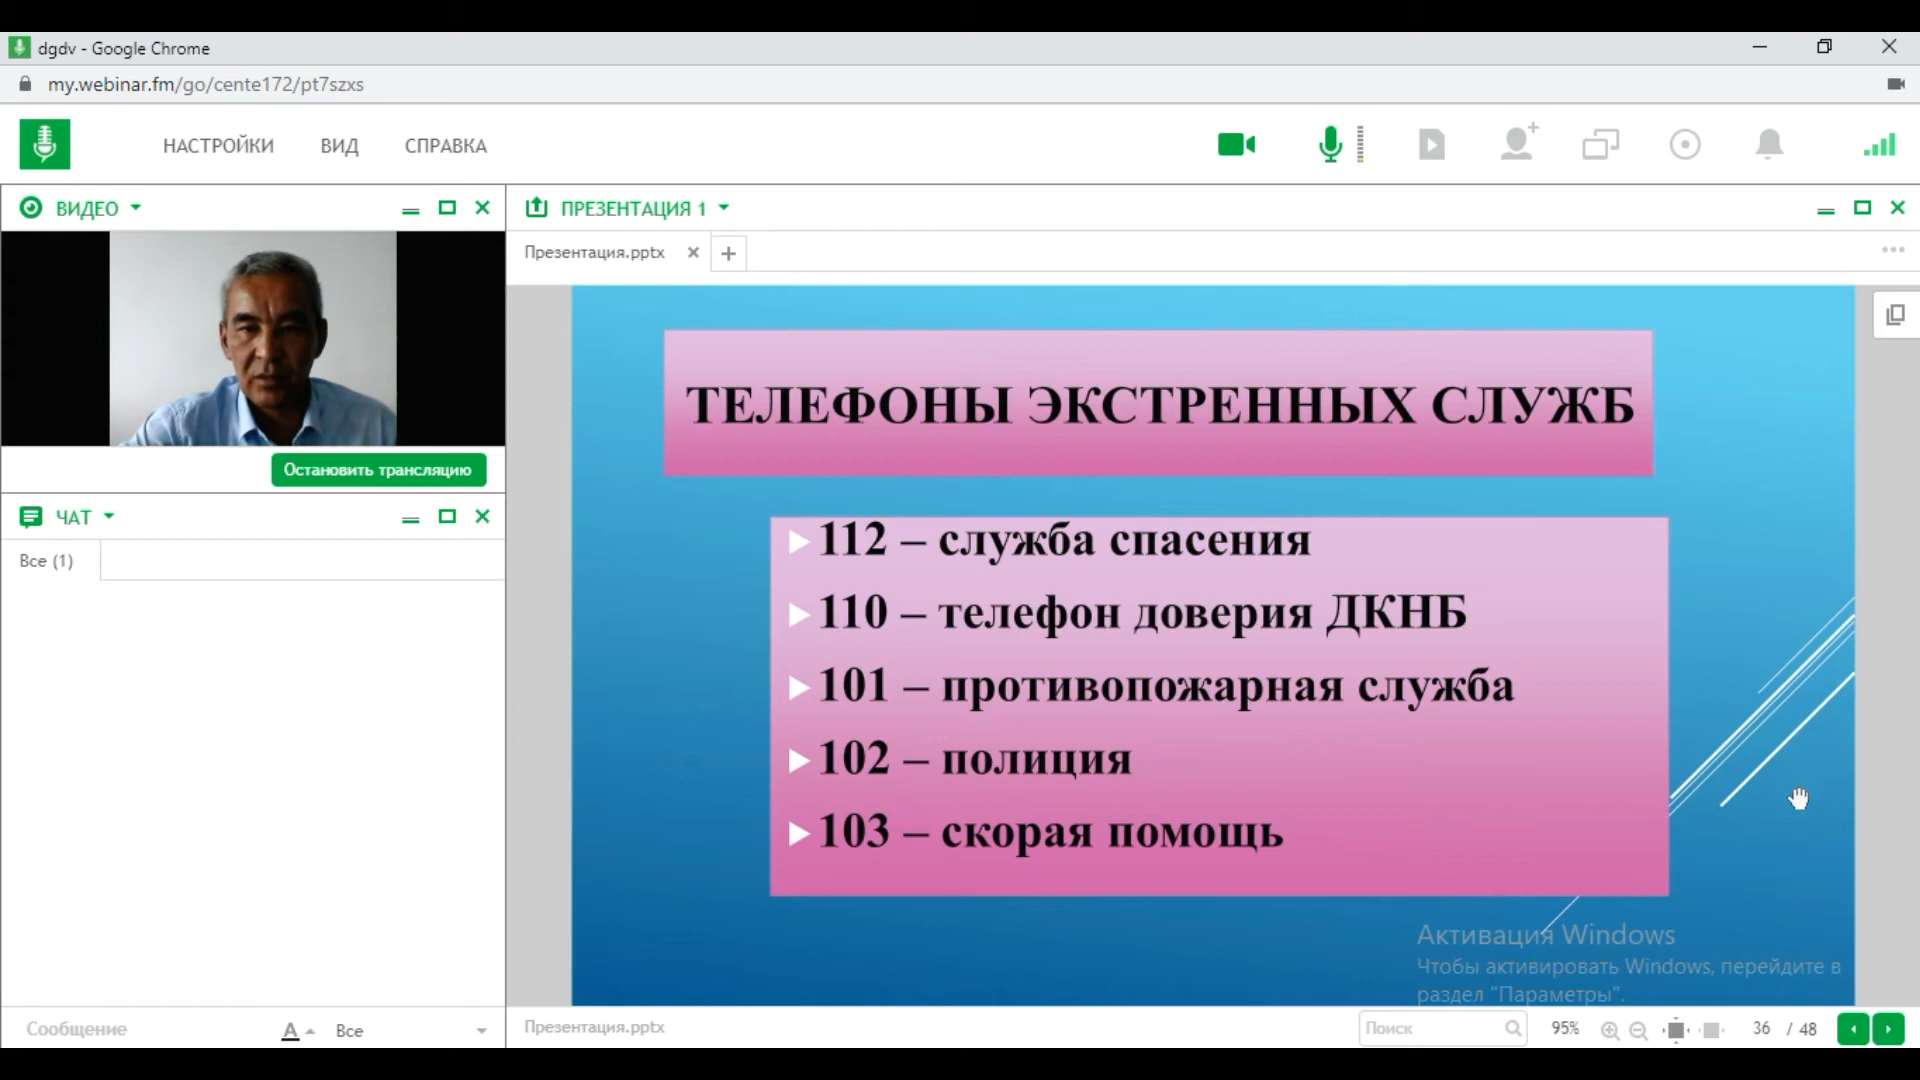 dgdv - Google Chrome
my.webinar.fm/go/cente172/pt7szxs
НАСТРОЙКИ ВИД СПРАВКА
ВИДЕО
Остановить трансляцию
ЧАТ
Все (1)
Сообщение
A
Все
ПРЕЗЕНТАЦИЯ 1
Презентация.pptx
ТЕЛЕФОНЫ ЭКСТРЕННЫХ СЛУЖБ
112 – служба спасения
110 – телефон доверия ДКНБ
101 – противопожарная служба
102 – полиция
103 – скорая помощь
Активация Windows
Чтобы активировать Windows, перейдите в
раздел "Параметры".
Презентация.pptx
Поиск
95%
36 / 48